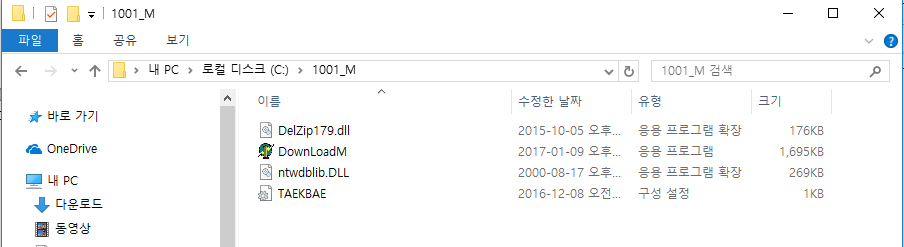 1001_M
파일 홈 공유 보기
내 PC 로컬 디스크 (C:) 1001_M 1001_M 검색
이름 수정한 날짜 유형 크기
바로 가기
OneDrive
내 PC
다운로드
동영상
DelZip179.dll 2015-10-05 오후... 응용 프로그램 확장 176KB
DownLoadM 2017-01-09 오후... 응용 프로그램 1,695KB
ntwdblib.DLL 2000-08-17 오후... 응용 프로그램 확장 269KB
TAEKBAE 2016-12-08 오전... 구성 설정 1KB